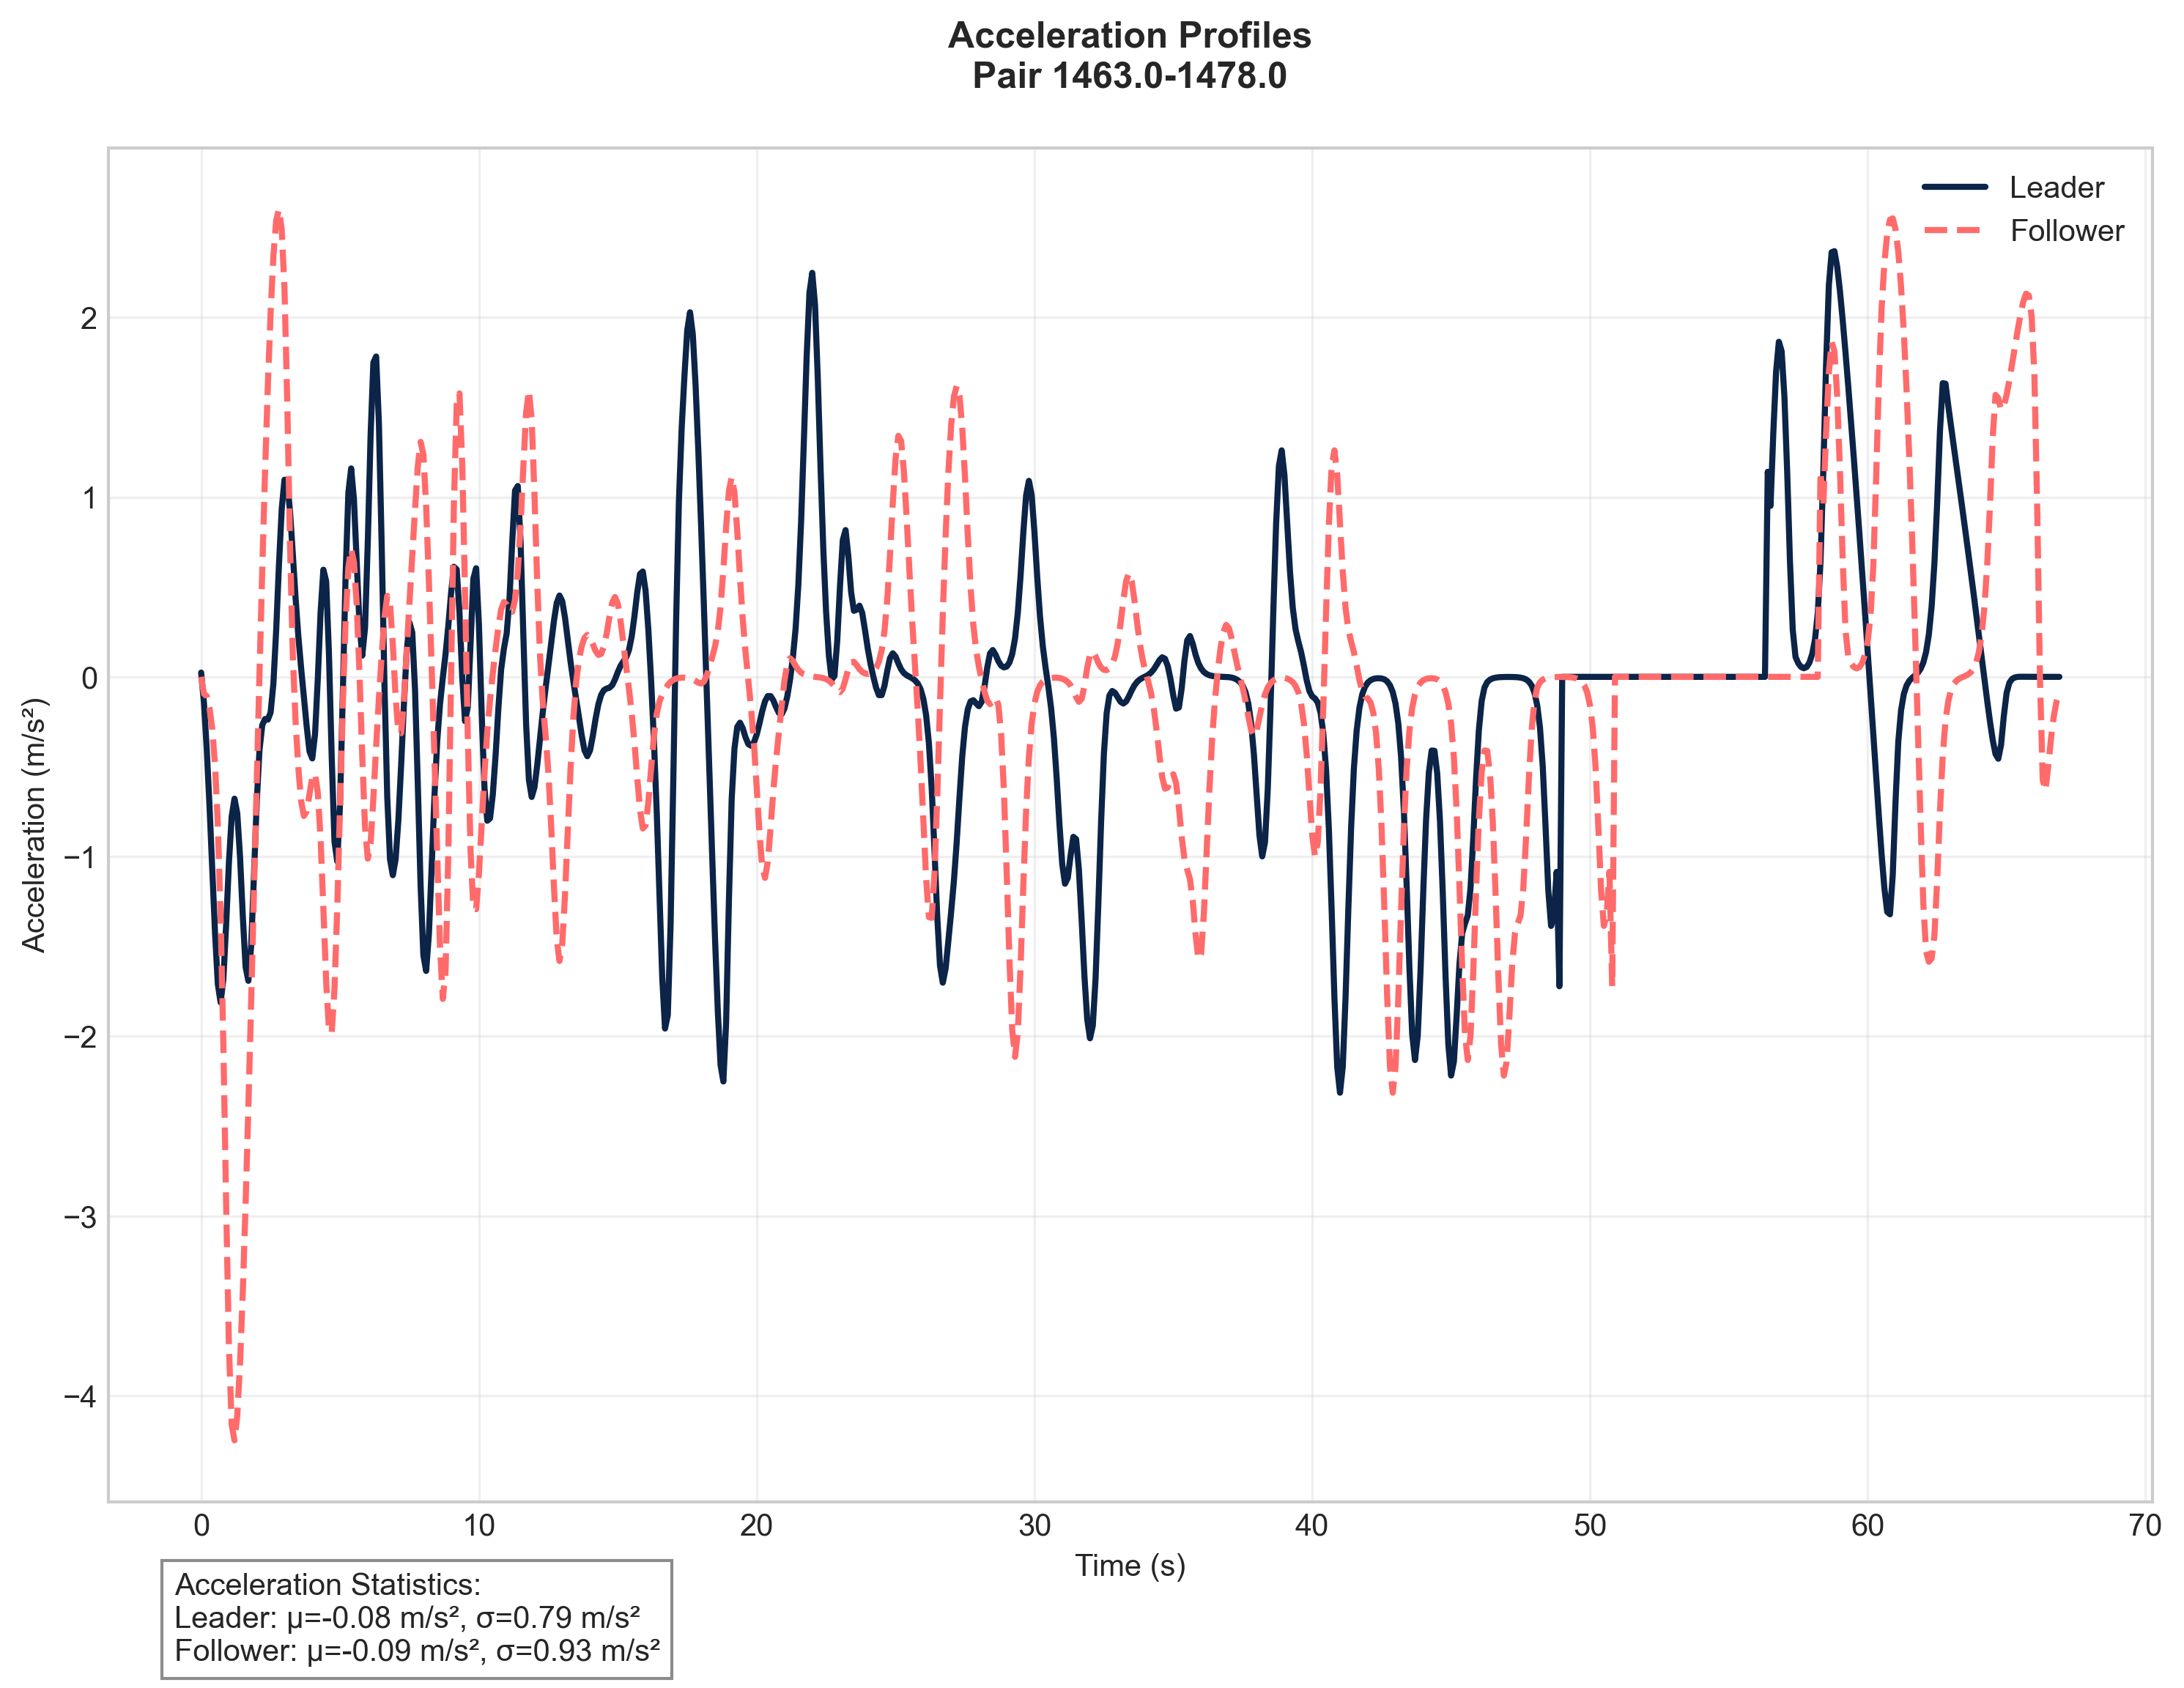 Acceleration Profiles
Pair 1463.0-1478.0
Leader
Follower
Acceleration (m/s²)
2
1
0
−1
−2
−3
−4
0 10 20 30 40 50 60 70
Time (s)
Acceleration Statistics:
Leader: μ=-0.08 m/s², σ=0.79 m/s²
Follower: μ=-0.09 m/s², σ=0.93 m/s²